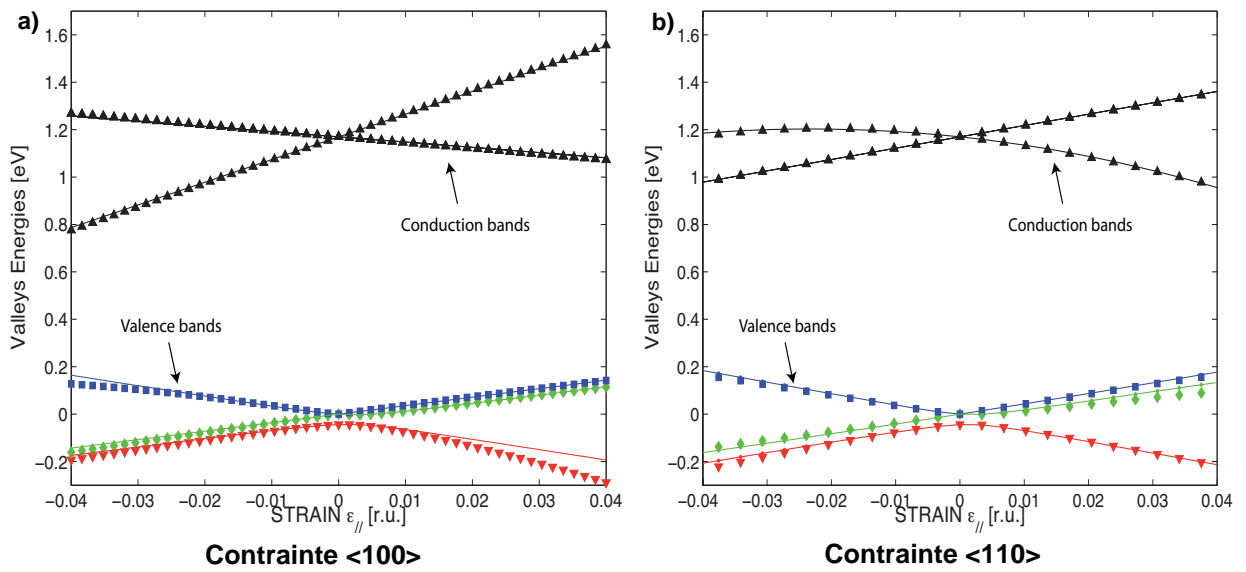 a)
Valleys Energies [eV]
1.6
1.4
1.2
1
0.8
0.6
0.4
0.2
0
−0.2
Conduction bands
Valence bands
−0.04 −0.03 −0.02 −0.01 0 0.01 0.02 0.03 0.04
STRAIN ε// [r.u.]
Contrainte <100>
b)
Valleys Energies [eV]
1.6
1.4
1.2
1
0.8
0.6
0.4
0.2
0
−0.2
Conduction bands
Valence bands
−0.04 −0.03 −0.02 −0.01 0 0.01 0.02 0.03 0.04
STRAIN ε// [r.u.]
Contrainte <110>